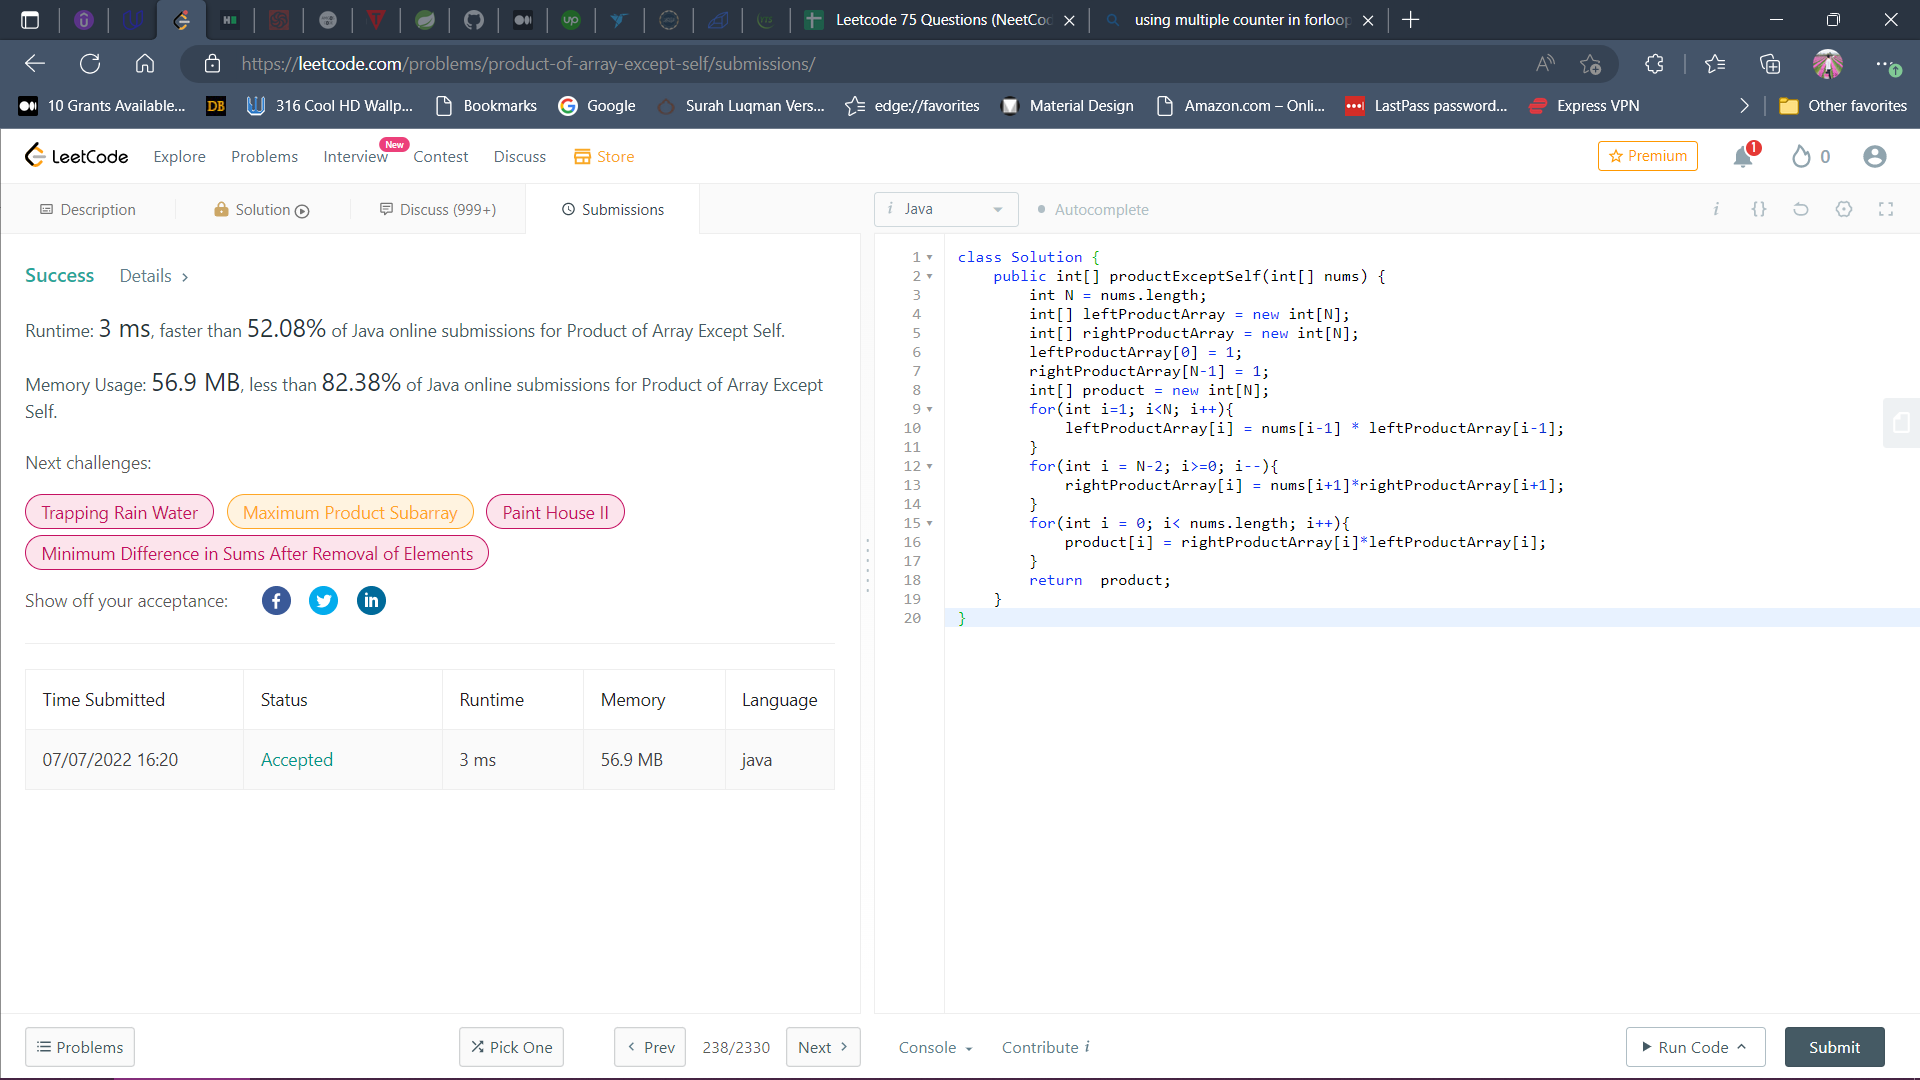 Leetcode 75 Questions (NeetCoc
using multiple counter in forloop
https://leetcode.com/problems/product-of-array-except-self/submissions/
10 Grants Available...
DB
316 Cool HD Wallp...
Bookmarks
Google
Surah Luqman Vers...
edge://favorites
Material Design
Amazon.com – Onli...
LastPass password...
Express VPN
Other favorites
LeetCode
Explore
Problems
Interview
New
Contest
Discuss
Store
Premium
1
0
Description
Solution
Discuss (999+)
Submissions
i Java
Autocomplete
i {}
Success
Details >
Runtime: 3 ms, faster than 52.08% of Java online submissions for Product of Array Except Self.
Memory Usage: 56.9 MB, less than 82.38% of Java online submissions for Product of Array Except
Self.
Next challenges:
Trapping Rain Water
Maximum Product Subarray
Paint House II
Minimum Difference in Sums After Removal of Elements
Show off your acceptance:
Time Submitted Status Runtime Memory Language
07/07/2022 16:20 Accepted 3 ms 56.9 MB java
1 class Solution {
2 public int[] productExceptSelf(int[] nums) {
3 int N = nums.length;
4 int[] leftProductArray = new int[N];
5 int[] rightProductArray = new int[N];
6 leftProductArray[0] = 1;
7 rightProductArray[N-1] = 1;
8 int[] product = new int[N];
9 for(int i=1; i<N; i++){
10 leftProductArray[i] = nums[i-1] * leftProductArray[i-1];
11 }
12 for(int i = N-2; i>=0; i--){
13 rightProductArray[i] = nums[i+1]*rightProductArray[i+1];
14 }
15 for(int i = 0; i< nums.length; i++){
16 product[i] = rightProductArray[i]*leftProductArray[i];
17 }
18 return  product;
19 }
20 }
Problems
Pick One
< Prev
238/2330
Next >
Console
Contribute i
Run Code
Submit